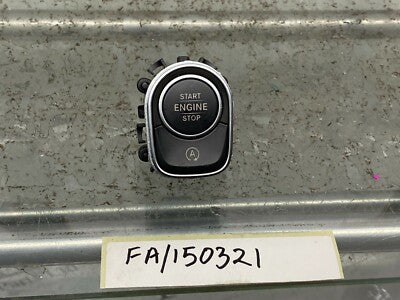 START
ENGINE
STOP
A
FA/150321